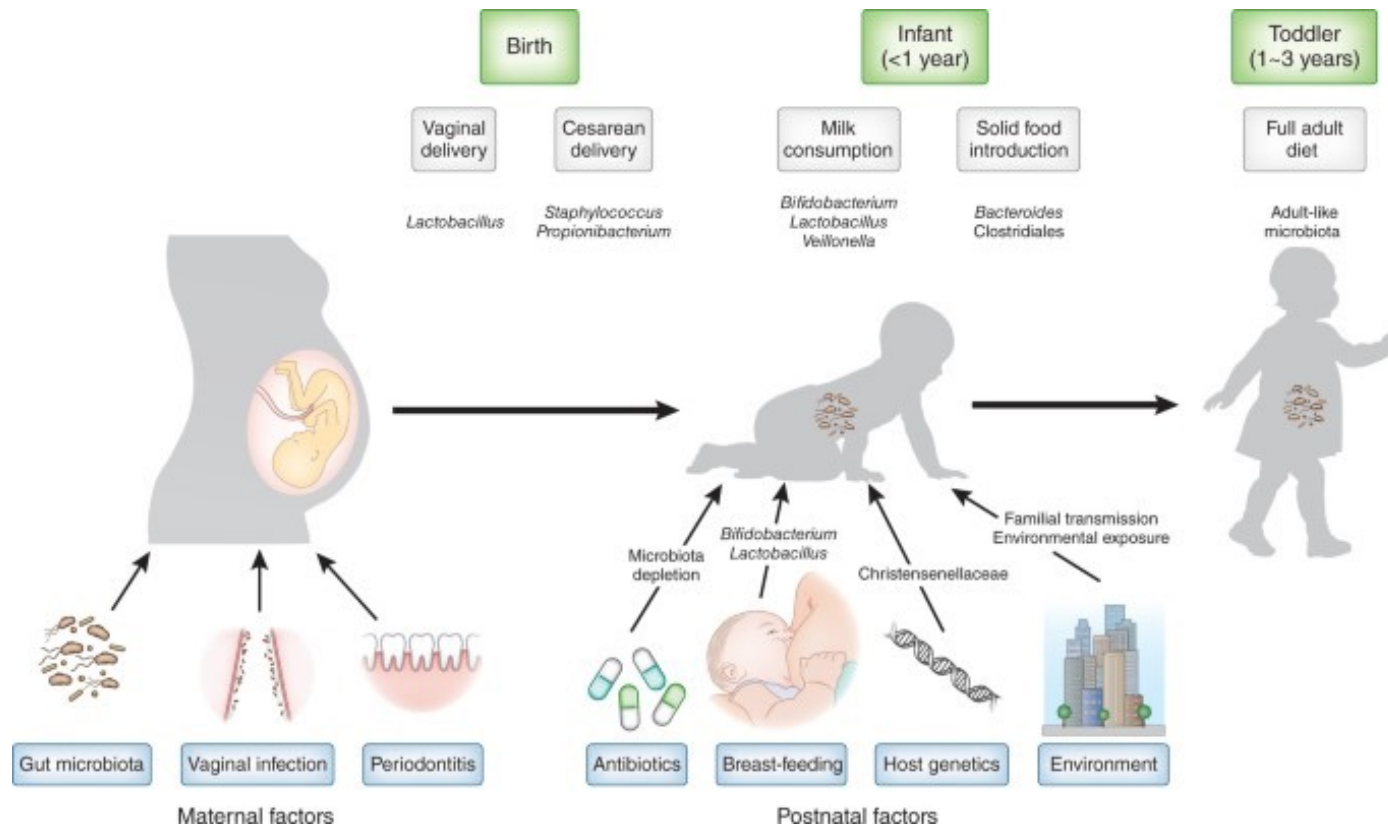 Birth
Infant
(<1 year)
Toddler
(1~3 years)
Vaginal
delivery
Cesarean
delivery
Milk
consumption
Solid food
introduction
Full adult
diet
Lactobacillus
Staphylococcus
Propionibacterium
Bifidobacterium
Lactobacillus
Veillonella
Bacteroides
Clostridiales
Adult-like
microbiota
Microbiota
depletion
Bifidobacterium
Lactobacillus
Christensenellaceae
Familial transmission
Environmental exposure
Gut microbiota
Vaginal infection
Periodontitis
Antibiotics
Breast-feeding
Host genetics
Environment
Maternal factors
Postnatal factors